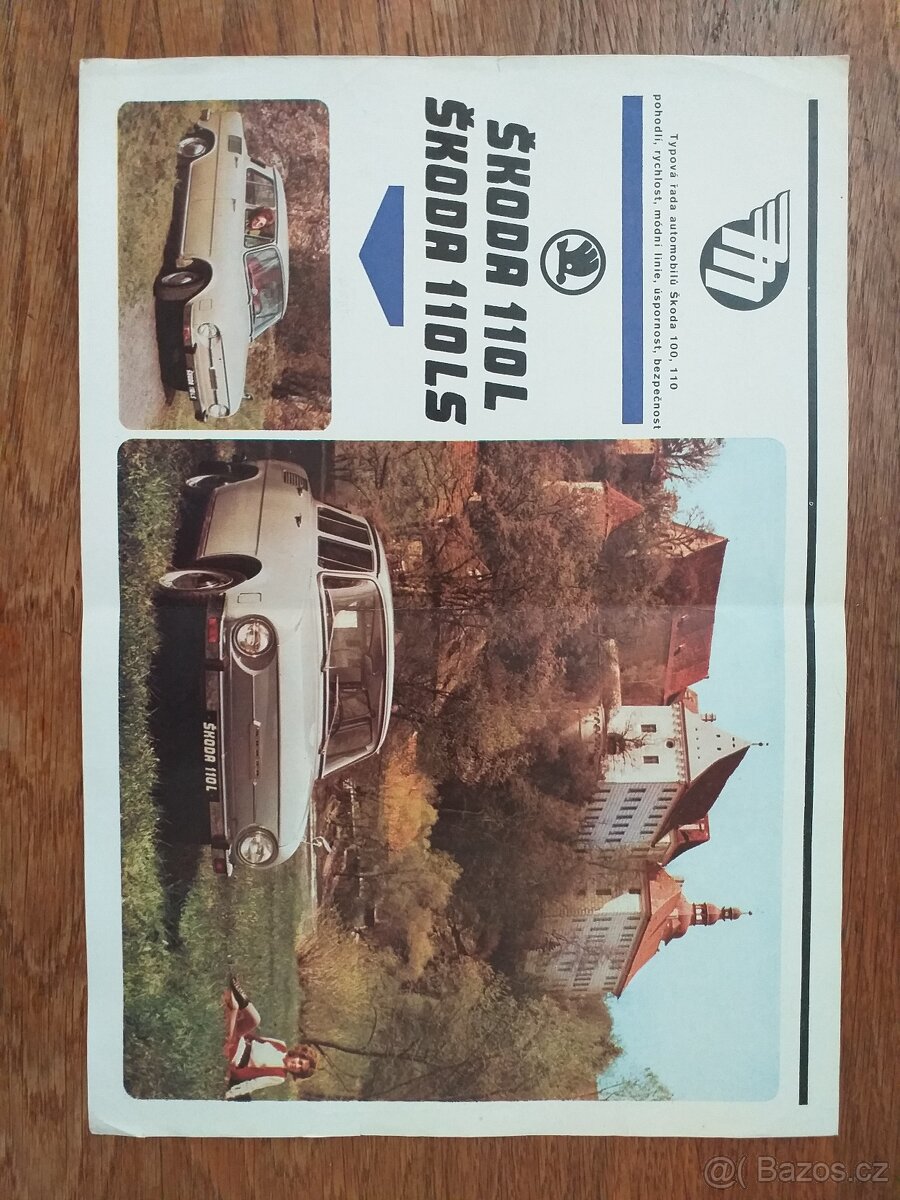 Typová řada automobilů Škoda 100, 110
pohodlí, rychlost, módní linie, úspornost, bezpečnost
ŠKODA 110L
ŠKODA 110LS
ŠKODA 110L
@( Bazos.cz